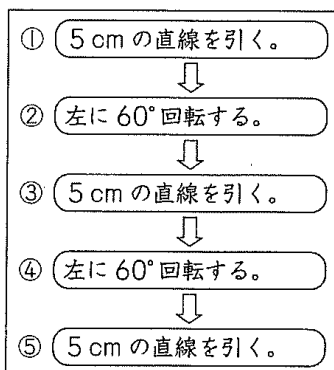 ① 5 cm の直線を引く。
② 左に 60° 回転する。
③ 5 cm の直線を引く。
④ 左に 60° 回転する。
⑤ 5 cm の直線を引く。